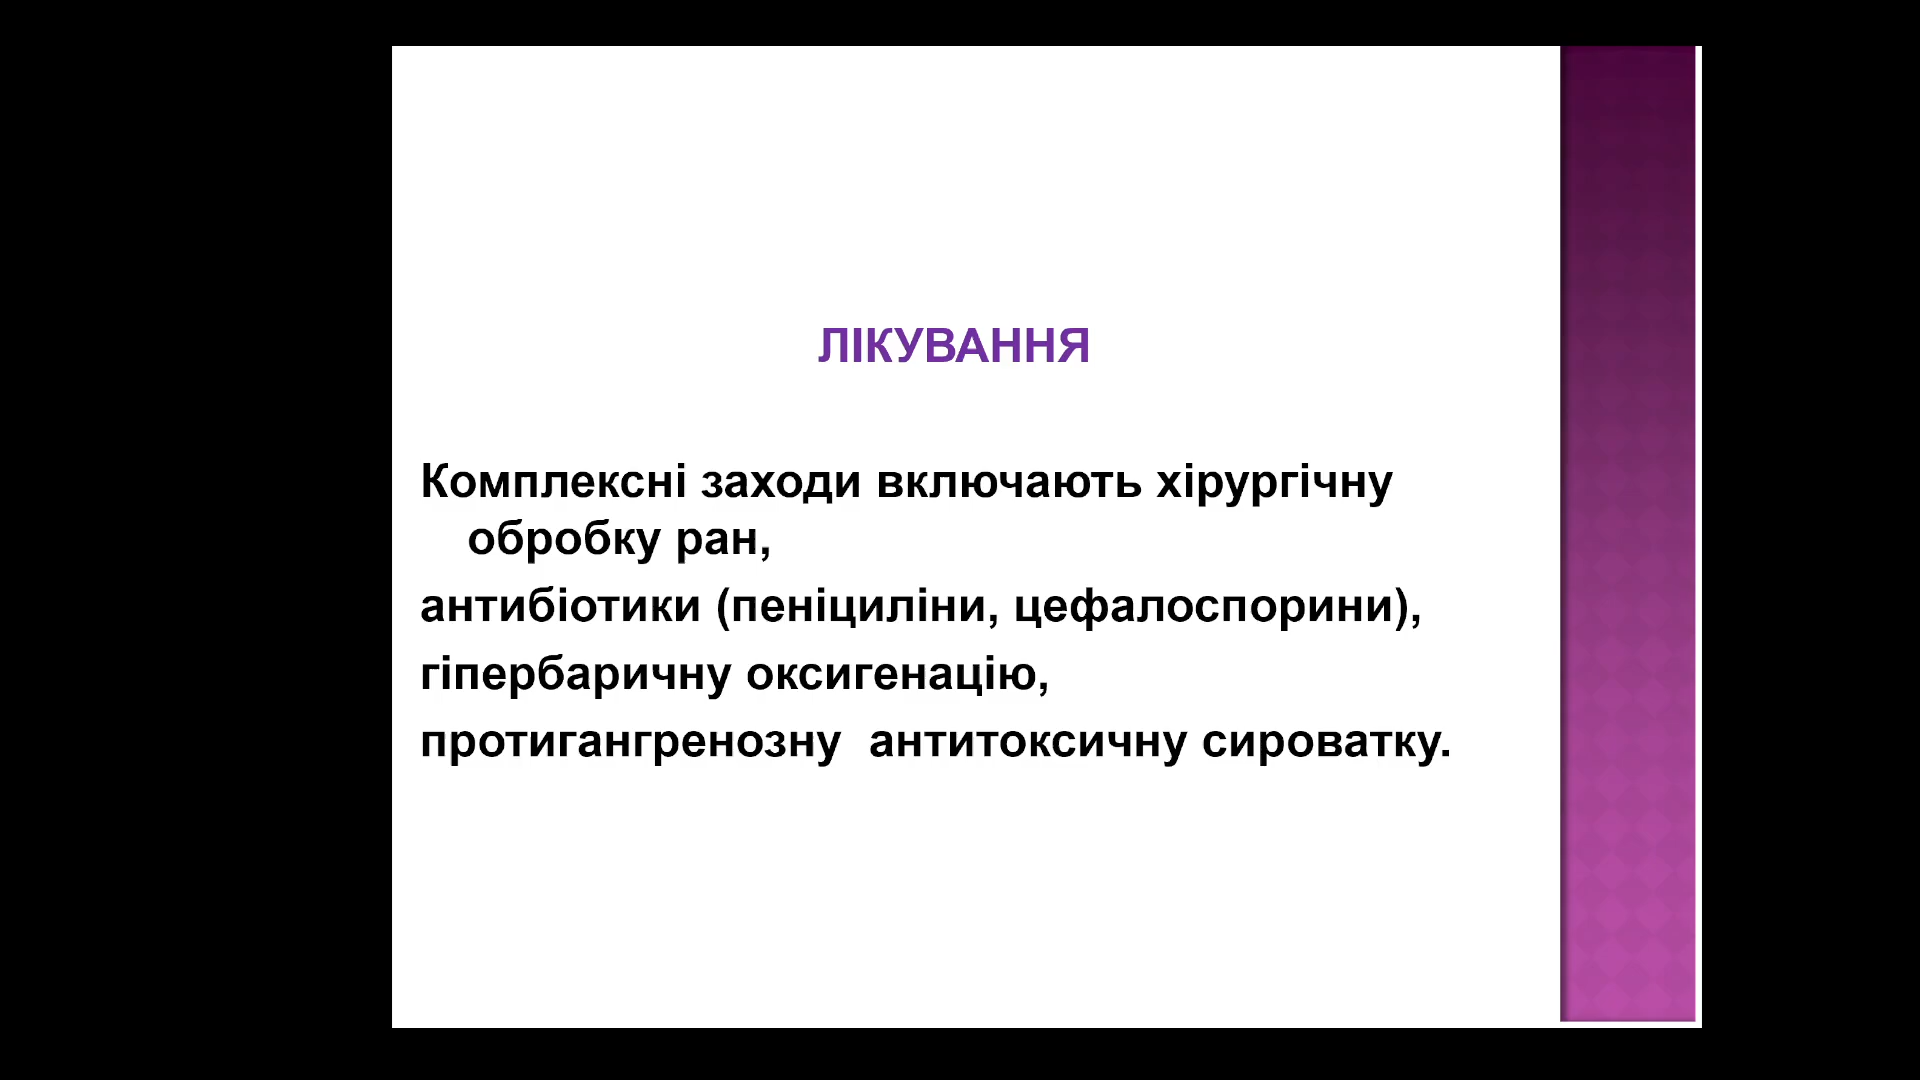 ЛІКУВАННЯ
Комплексні заходи включають хірургічну
обробку ран,
антибіотики (пеніциліни, цефалоспорини),
гіпербаричну оксигенацію,
протигангренозну  антитоксичну сироватку.